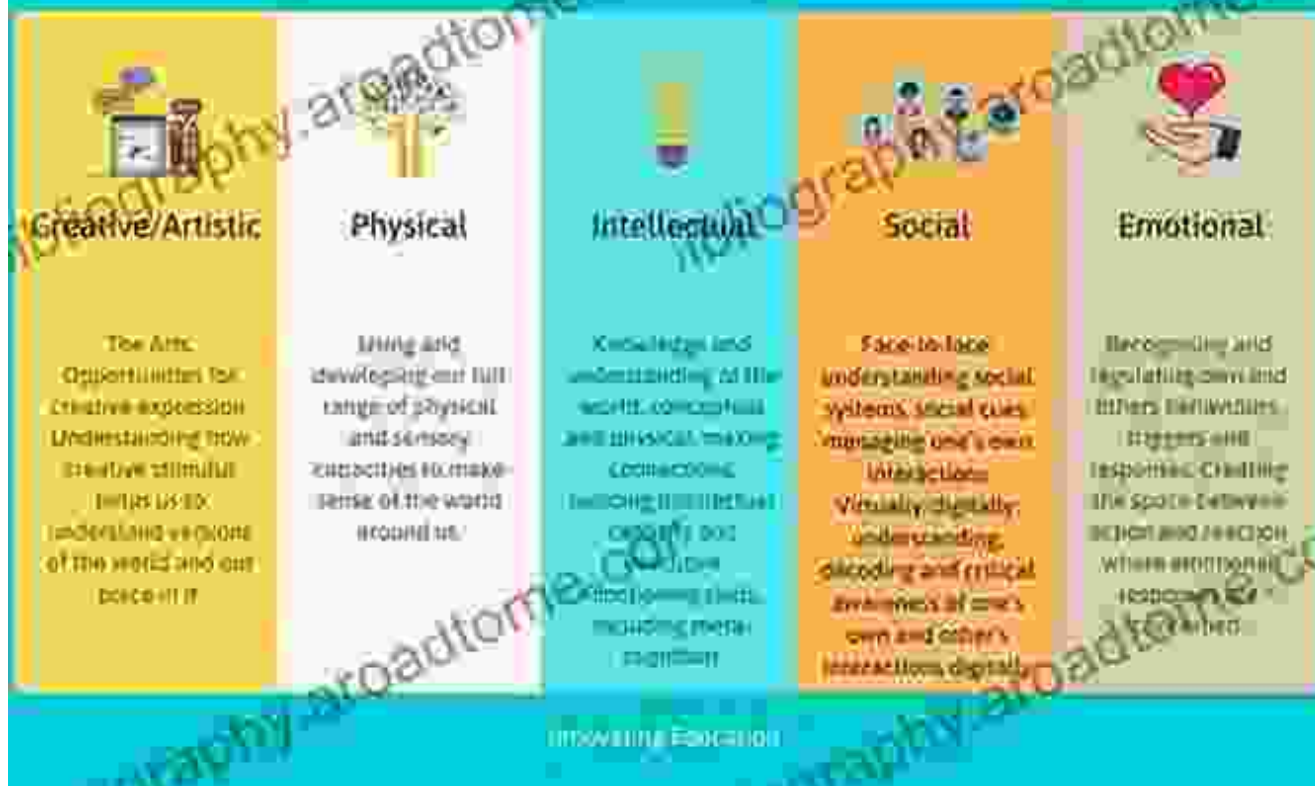 Creative/Artistic
The Arts.
Opportunities for
creative expression
Understanding how
creative stimulus
helps us to
understand versions
of the world and our
place in it
Physical
Using and
developing our full
range of physical
and sensory
capacities to make
sense of the world
around us.
Intellectual
Knowledge and
understanding of the
world, conceptual
and physical, making
connections,
building intellectual
capacity and
functioning skills,
including meta-
cognition
Social
Face-to-face
understanding social
systems, social cues
managing one's own
interactions
Virtually/digitally:
understanding,
decoding and critical
awareness of one's
own and other's
interactions digitally
Emotional
Recognising and
regulating own and
others behaviours,
triggers and
responses. Creating
the space between
action and reaction
where emotional
Innovating Education
bibliography.aroadtome.com